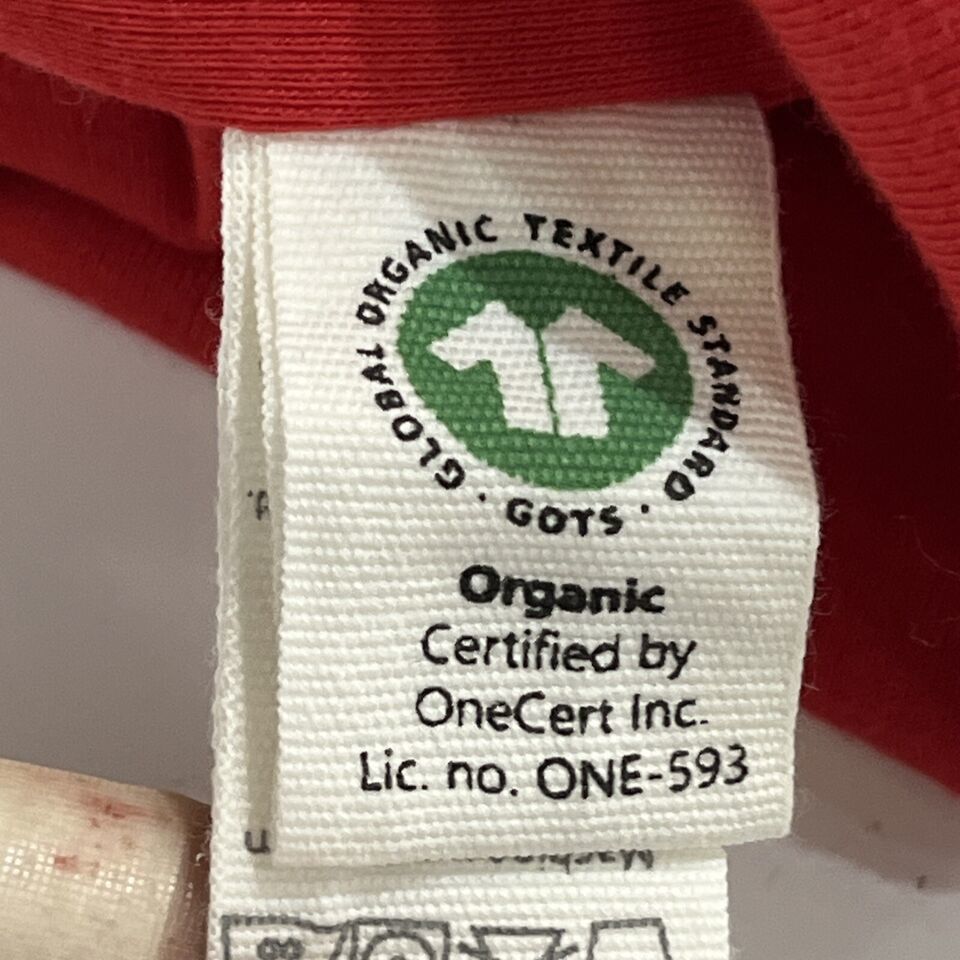 GLOBAL ORGANIC TEXTILE STANDARD
· GOTS ·
Organic
Certified by
OneCert Inc.
Lic. no. ONE-593